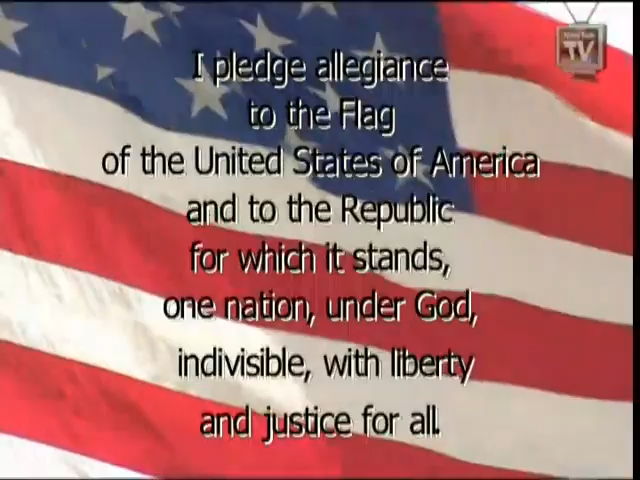 I pledge allegiance
to the Flag
of the United States of America
and to the Republic
for which it stands,
one nation, under God,
indivisible, with liberty
and justice for all.
TV